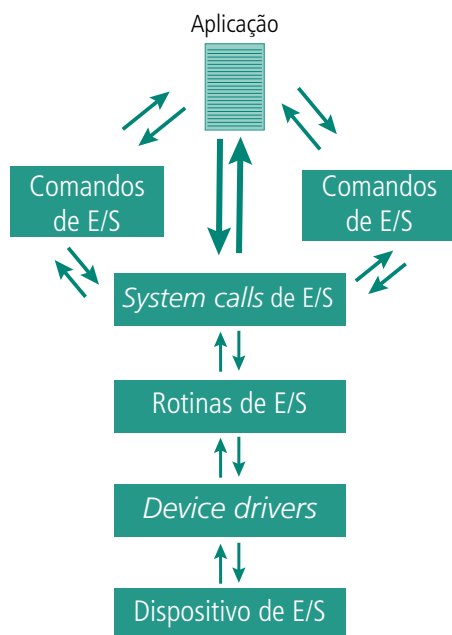 Aplicação
Comandos
de E/S
Comandos
de E/S
System calls de E/S
Rotinas de E/S
Device drivers
Dispositivo de E/S